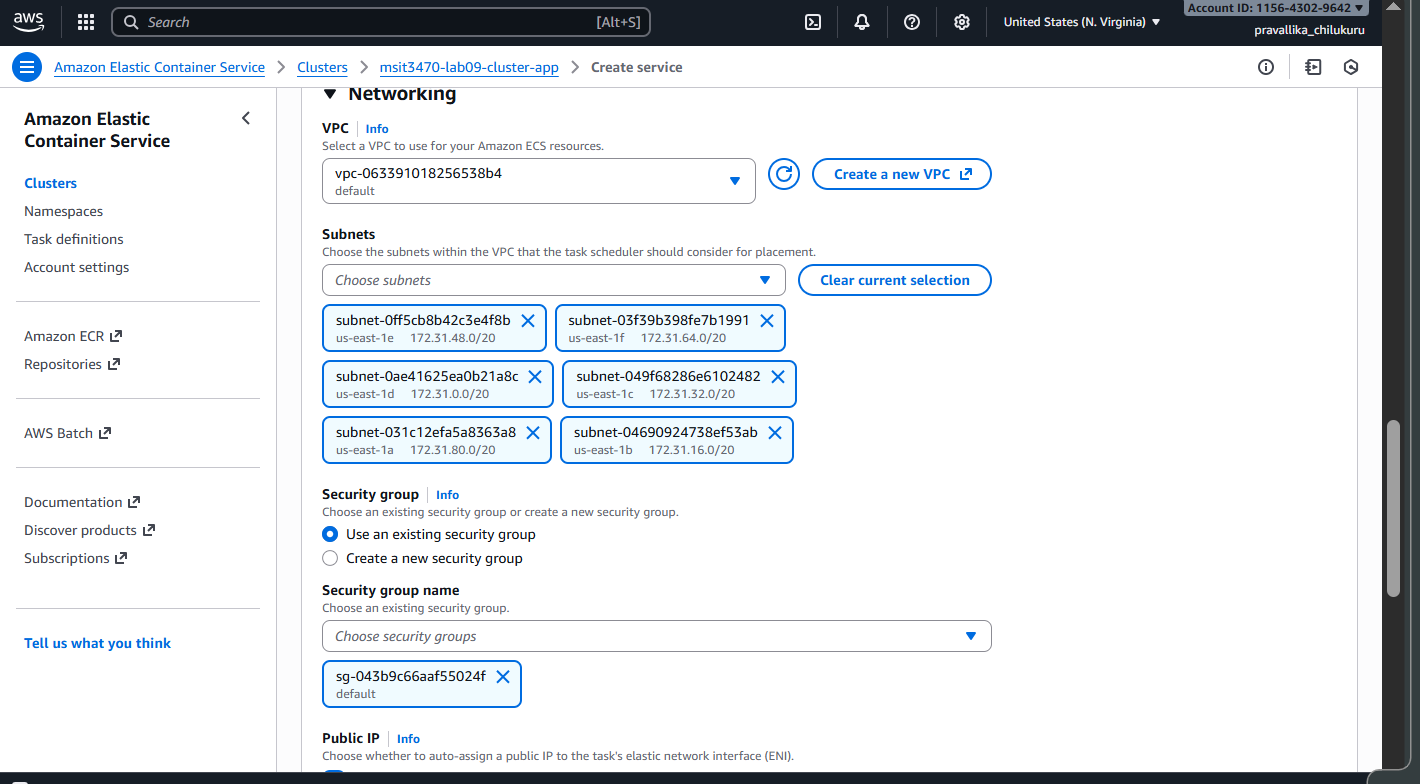 aws
Search [Alt+S]
United States (N. Virginia)
Account ID: 1156-4302-9642
pravallika_chilukuru
Amazon Elastic Container Service
Clusters
msit3470-lab09-cluster-app
Create service
Amazon Elastic
Container Service
Clusters
Namespaces
Task definitions
Account settings
Amazon ECR
Repositories
AWS Batch
Documentation
Discover products
Subscriptions
Tell us what you think
Networking
VPC Info
Select a VPC to use for your Amazon ECS resources.
vpc-063391018256538b4
default
Create a new VPC
Subnets
Choose the subnets within the VPC that the task scheduler should consider for placement.
Choose subnets
Clear current selection
subnet-0ff5cb8b42c3e4f8b
us-east-1e 172.31.48.0/20
subnet-03f39b398fe7b1991
us-east-1f 172.31.64.0/20
subnet-0ae41625ea0b21a8c
us-east-1d 172.31.0.0/20
subnet-049f68286e6102482
us-east-1c 172.31.32.0/20
subnet-031c12efa5a8363a8
us-east-1a 172.31.80.0/20
subnet-04690924738ef53ab
us-east-1b 172.31.16.0/20
Security group Info
Choose an existing security group or create a new security group.
Use an existing security group
Create a new security group
Security group name
Choose an existing security group.
Choose security groups
sg-043b9c66aaf55024f
default
Public IP Info
Choose whether to auto-assign a public IP to the task's elastic network interface (ENI).